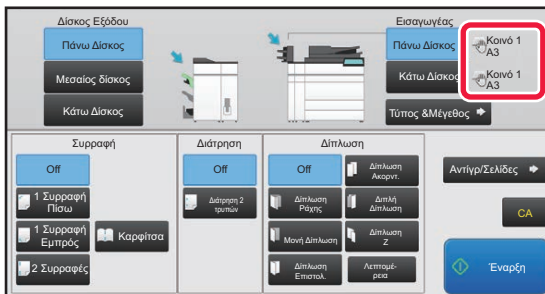 Δίσκος Εξόδου
Εισαγωγέας
Πάνω Δίσκος
Μεσαίος δίσκος
Κάτω Δίσκος
Πάνω Δίσκος
Κοινό 1
A3
Κάτω Δίσκος
Κοινό 1
A3
Τύπος &Μέγεθος
Συρραφή
Off
1 Συρραφή
Πίσω
1 Συρραφή
Εμπρός
Καρφίτσα
2 Συρραφές
Διάτρηση
Off
Διάτρηση 2
τρυπών
Δίπλωση
Off
Δίπλωση
Ακορντ.
Δίπλωση
Ράχης
Διπλή
Δίπλωση
Μονή Δίπλωση
Δίπλωση
Z
Δίπλωση
Επιστολ.
Λεπτομέ-
ρεια
Αντίγρ/Σελίδες
CA
Έναρξη